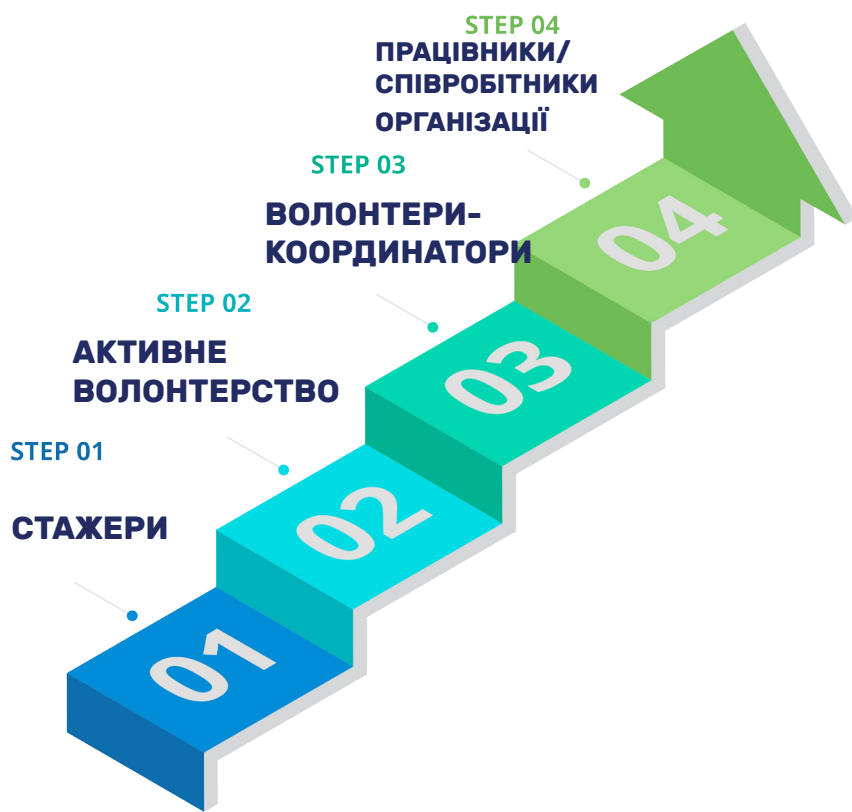 STEP 04
ПРАЦІВНИКИ/
СПІВРОБІТНИКИ
ОРГАНІЗАЦІЇ
STEP 03
ВОЛОНТЕРИ-
КООРДИНАТОРИ
STEP 02
АКТИВНЕ
ВОЛОНТЕРСТВО
STEP 01
СТАЖЕРИ
04
03
02
01